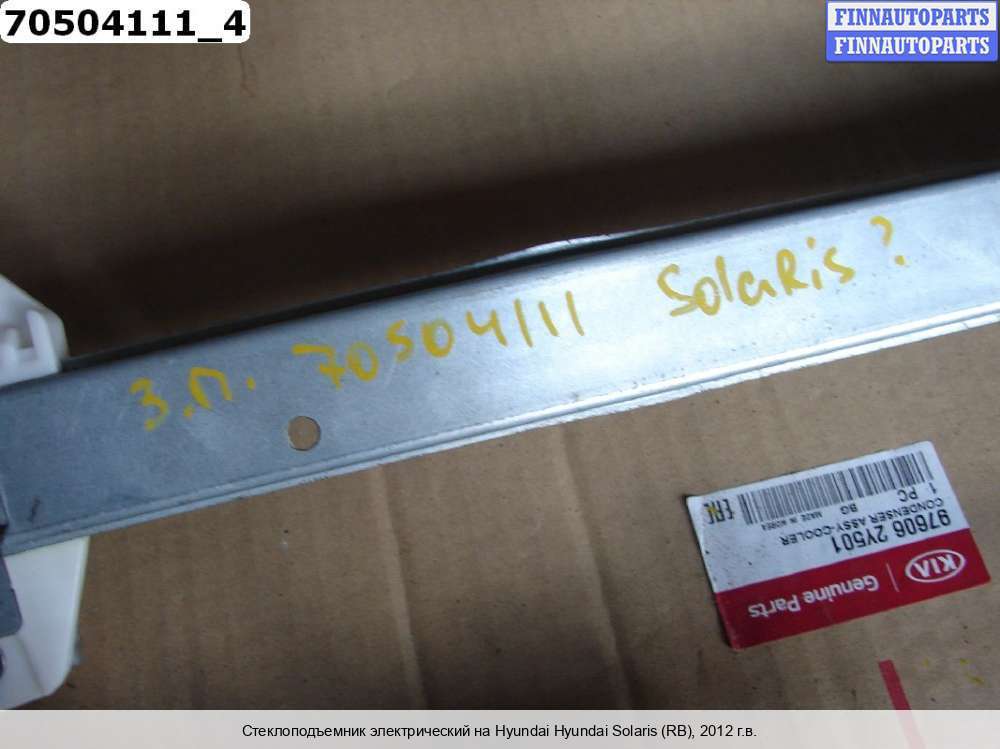 70504111_4
FINNAUTOPARTS
FINNAUTOPARTS
З.П. 70504111 SolaRis?
KIA Genuine Parts
97606 2Y501
CONDENSER ASSY-COOLER
BG
1 PC
MADE IN KOREA
EAC
Стеклоподъемник электрический на Hyundai Hyundai Solaris (RB), 2012 г.в.